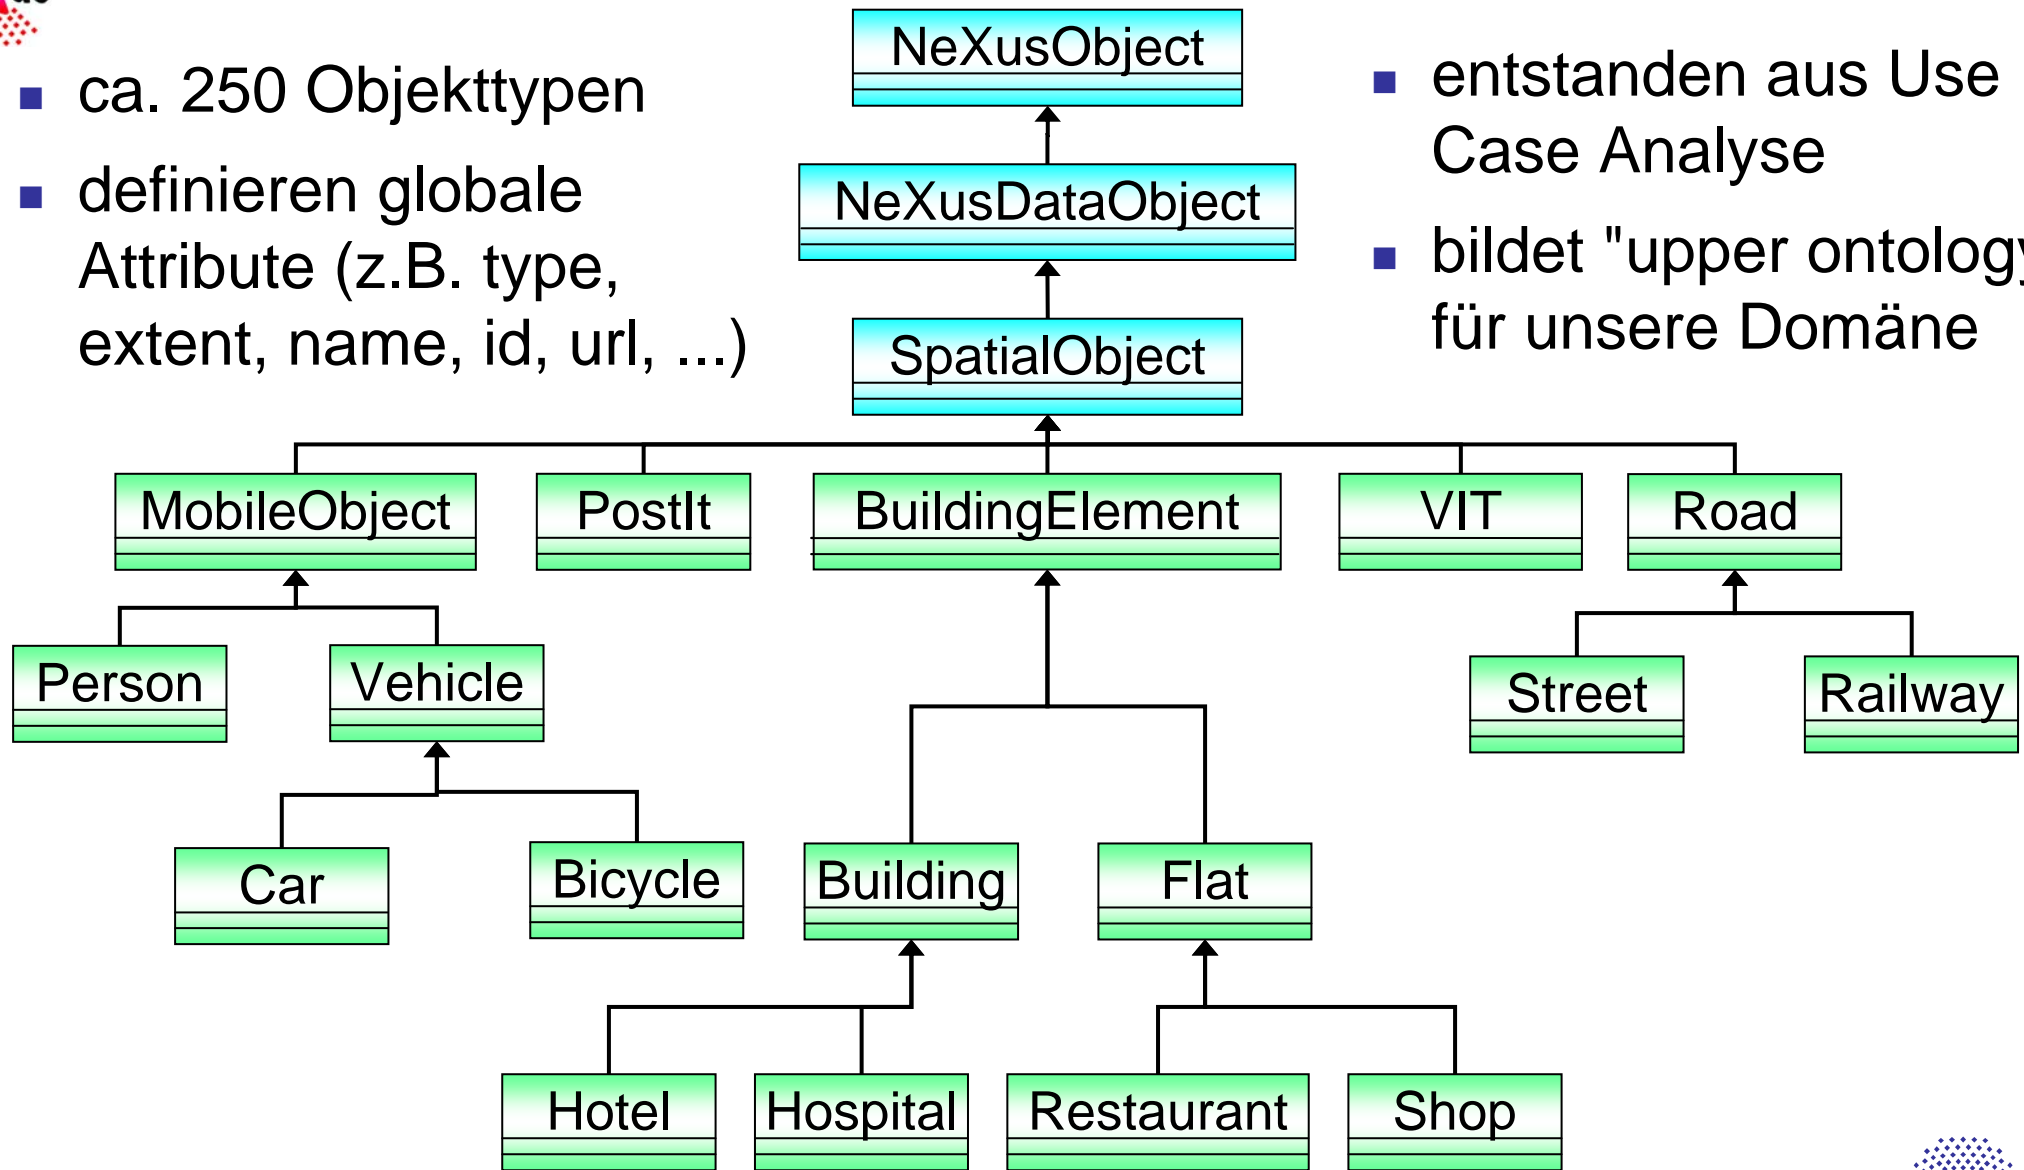 ca. 250 Objekttypen
definieren globale
Attribute (z.B. type,
extent, name, id, url, ...)
entstanden aus Use
Case Analyse
bildet "upper ontology
für unsere Domäne
NeXusObject
NeXusDataObject
SpatialObject
MobileObject
PostIt
BuildingElement
VIT
Road
Person
Vehicle
Street
Railway
Car
Bicycle
Building
Flat
Hotel
Hospital
Restaurant
Shop